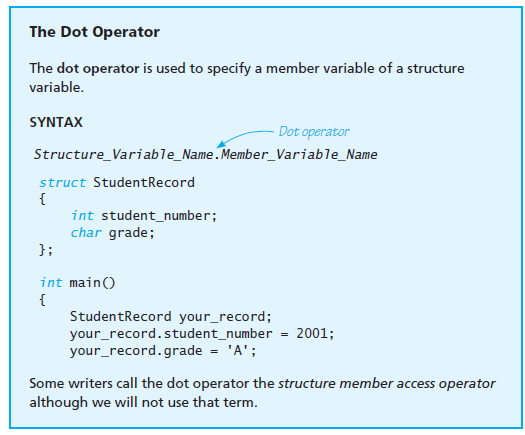 The Dot Operator
The dot operator is used to specify a member variable of a structure
variable.
SYNTAX
Dot operator
Structure_Variable_Name.Member_Variable_Name
struct StudentRecord
{
int student_number;
char grade;
};
int main()
{
StudentRecord your_record;
your_record.student_number = 2001;
your_record.grade = 'A';
Some writers call the dot operator the structure member access operator
although we will not use that term.